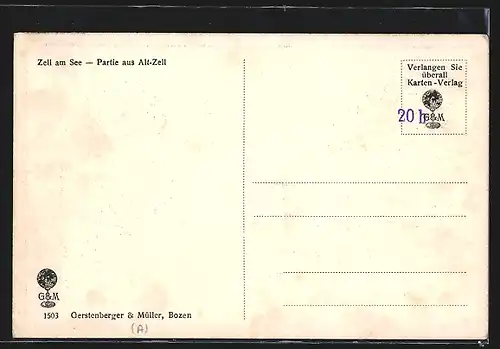 Zell am See — Partie aus Alt-Zell
Verlangen Sie
überall
Karten-Verlag
G&M
20 h
G&M
1503 Gerstenberger & Müller, Bozen
(A)